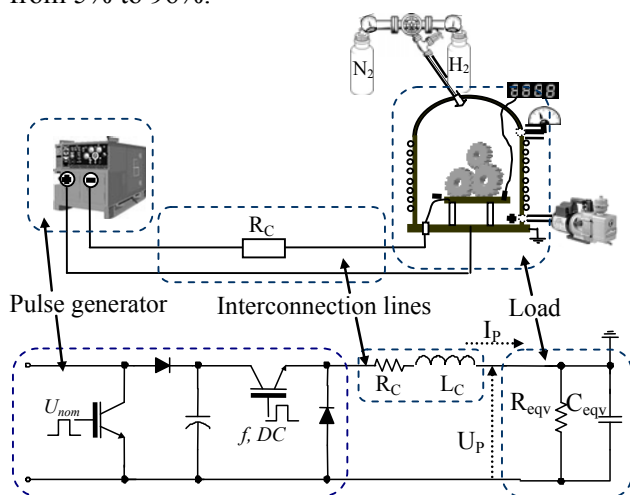 from 5% to 90%.
N2
H2
8888
RC
Pulse generator
Interconnection lines
Load
IP
Unom
f, DC
RC
LC
UP
Reqv
Ceqv